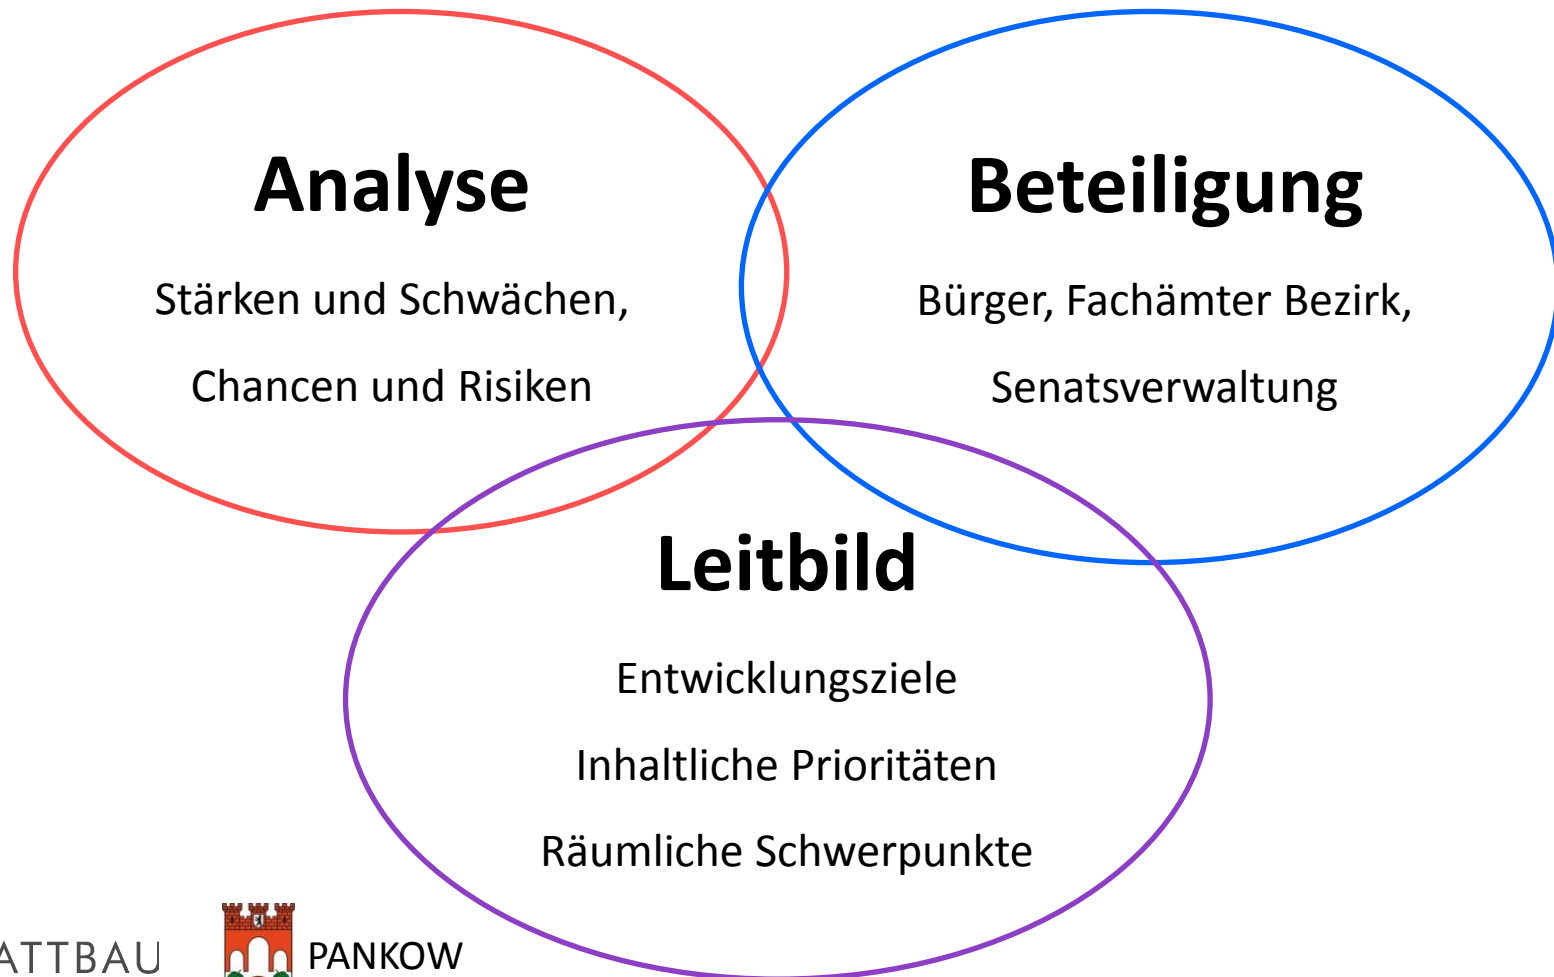 Analyse
Stärken und Schwächen,
Chancen und Risiken
Beteiligung
Bürger, Fachämter Bezirk,
Senatsverwaltung
Leitbild
Entwicklungsziele
Inhaltliche Prioritäten
Räumliche Schwerpunkte
ATTBAU
PANKOW